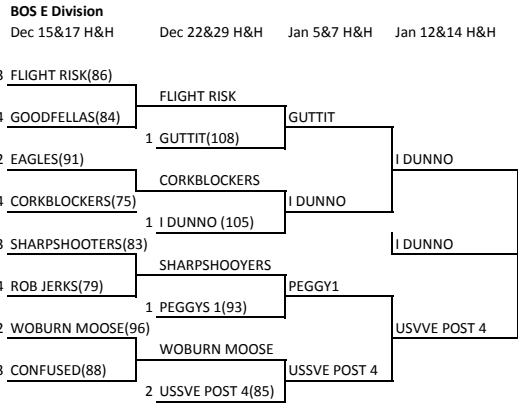 BOS E Division
Dec 15&17 H&H Dec 22&29 H&H Jan 5&7 H&H Jan 12&14 H&H
3 FLIGHT RISK(86)
FLIGHT RISK
4 GOODFELLAS(84) GUTTIT
1 GUTTIT(108)
2 EAGLES(91) I DUNNO
CORKBLOCKERS
4 CORKBLOCKERS(75) I DUNNO
1 I DUNNO (105)
3 SHARPSHOOTERS(83) I DUNNO
SHARPSHOOYERS
4 ROB JERKS(79) PEGGY1
1 PEGGYS 1(93)
2 WOBURN MOOSE(96) USVVE POST 4
WOBURN MOOSE
3 CONFUSED(88) USSVE POST 4
2 USSVE POST 4(85)